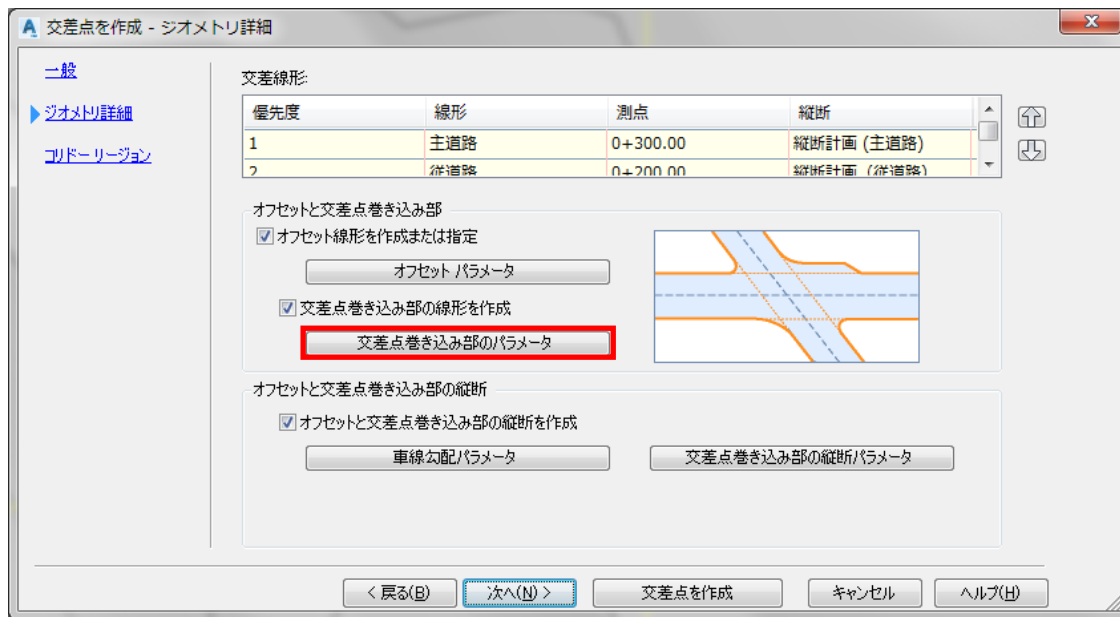 交差点を作成 - ジオメトリ詳細
一般
ジオメトリ詳細
コリドー リージョン
交差線形:
優先度 線形 測点 縦断
1 主道路 0+300.00 縦断計画 (主道路)
2 従道路 0+200.00 縦断計画 (従道路)
オフセットと交差点巻き込み部
オフセット線形を作成または指定
オフセット パラメータ
交差点巻き込み部の線形を作成
交差点巻き込み部のパラメータ
オフセットと交差点巻き込み部の縦断
オフセットと交差点巻き込み部の縦断を作成
車線勾配パラメータ 交差点巻き込み部の縦断パラメータ
< 戻る(B) 次へ(N) > 交差点を作成 キャンセル ヘルプ(H)